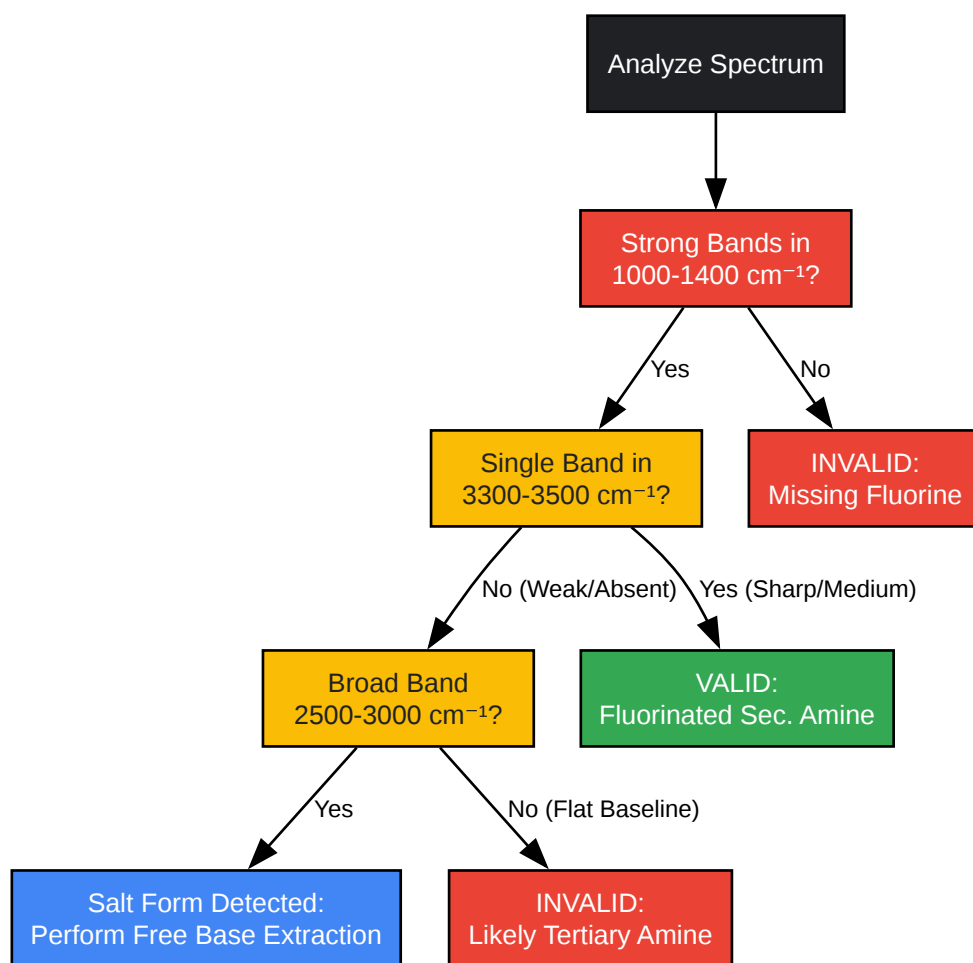 Analyze Spectrum
Strong Bands in
1000-1400 cm⁻¹?
Yes
No
Single Band in
3300-3500 cm⁻¹?
INVALID:
Missing Fluorine
No (Weak/Absent)
Yes (Sharp/Medium)
Broad Band
2500-3000 cm⁻¹?
VALID:
Fluorinated Sec. Amine
Yes
No (Flat Baseline)
Salt Form Detected:
Perform Free Base Extraction
INVALID:
Likely Tertiary Amine